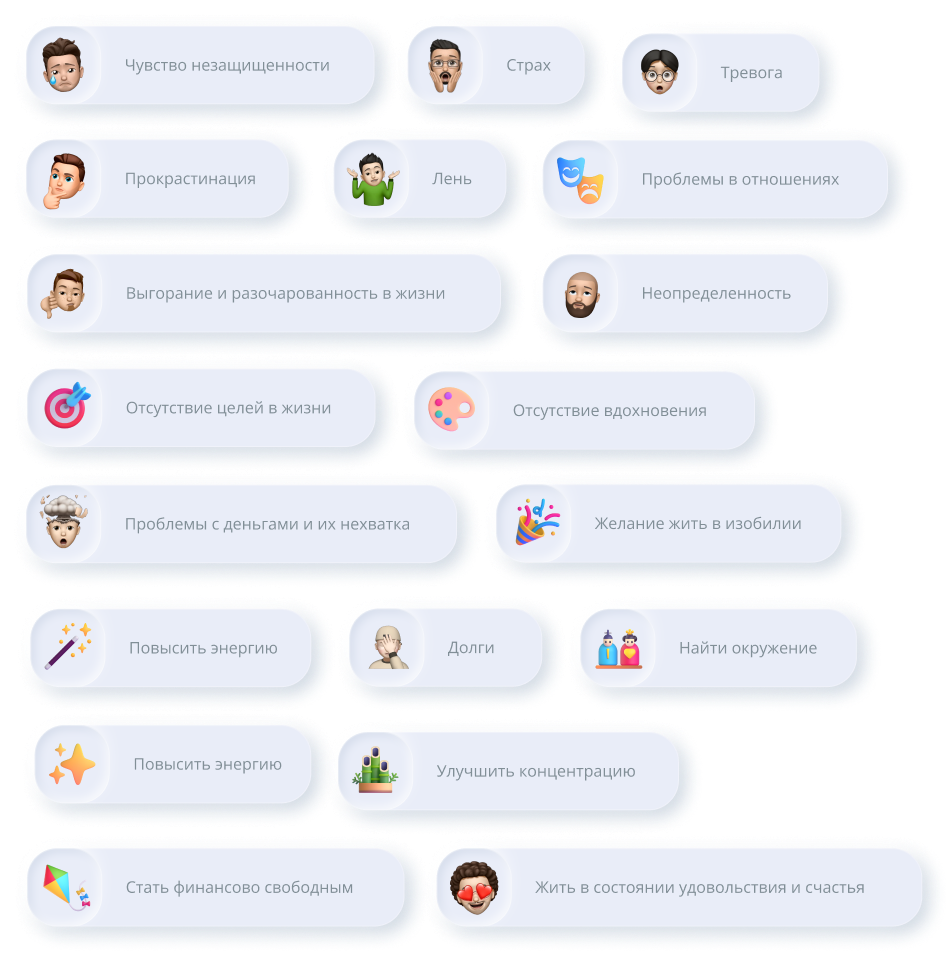 Чувство незащищенности
Страх
Тревога
Прокрастинация
Лень
Проблемы в отношениях
Выгорание и разочарованность в жизни
Неопределенность
Отсутствие целей в жизни
Отсутствие вдохновения
Проблемы с деньгами и их нехватка
Желание жить в изобилии
Повысить энергию
Долги
Найти окружение
Повысить энергию
Улучшить концентрацию
Стать финансово свободным
Жить в состоянии удовольствия и счастья